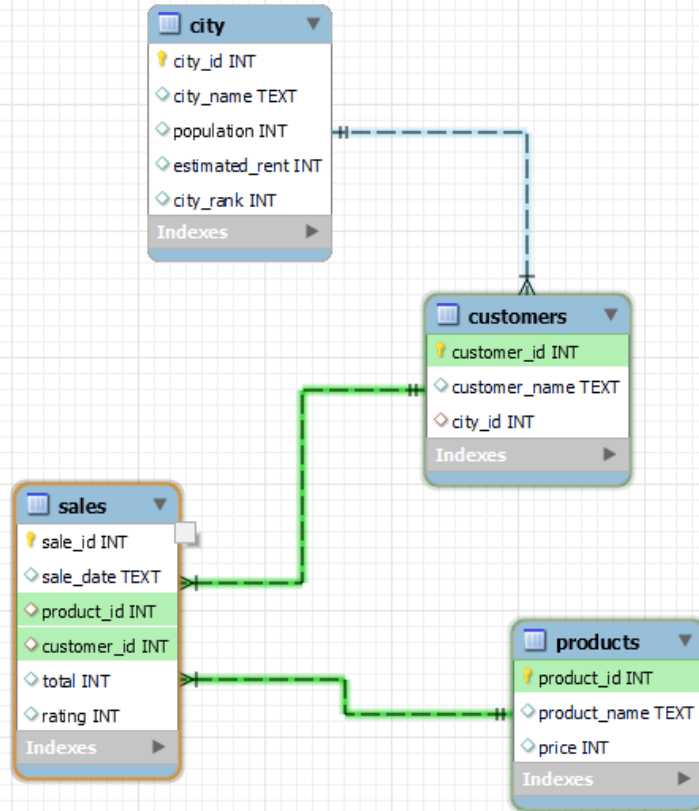 city
city_id INT
city_name TEXT
population INT
estimated_rent INT
city_rank INT
Indexes
customers
customer_id INT
customer_name TEXT
city_id INT
Indexes
sales
sale_id INT
sale_date TEXT
product_id INT
customer_id INT
total INT
rating INT
Indexes
products
product_id INT
product_name TEXT
price INT
Indexes